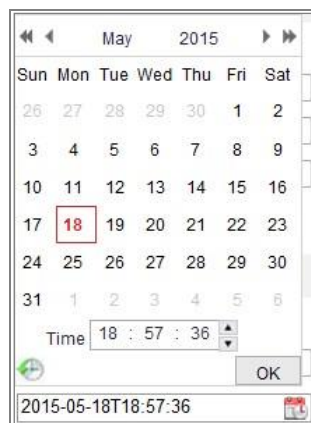 May 2015
Sun Mon Tue Wed Thu Fri Sat
26 27 28 29 30 1 2
3 4 5 6 7 8 9
10 11 12 13 14 15 16
17 18 19 20 21 22 23
24 25 26 27 28 29 30
31 1 2 3 4 5 6
Time 18 : 57 : 36
OK
2015-05-18T18:57:36